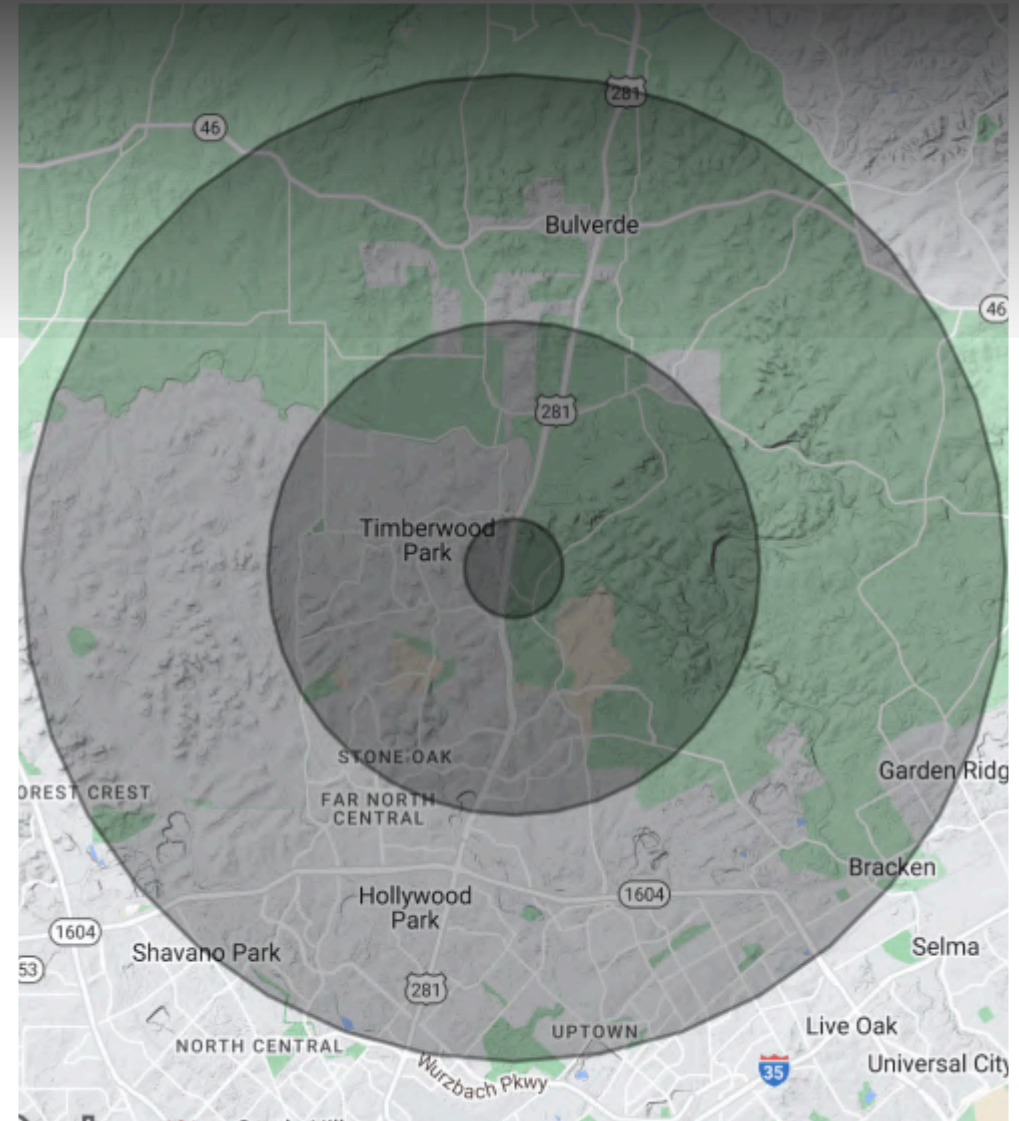 281
46
Bulverde
46
281
Timberwood
Park
STONE OAK
FAR NORTH
CENTRAL
Garden Ridg
OREST CREST
Bracken
Hollywood
Park
1604
1604
Shavano Park
Selma
53
281
Live Oak
UPTOWN
NORTH CENTRAL
Universal City
Wurzbach Pkwy
35